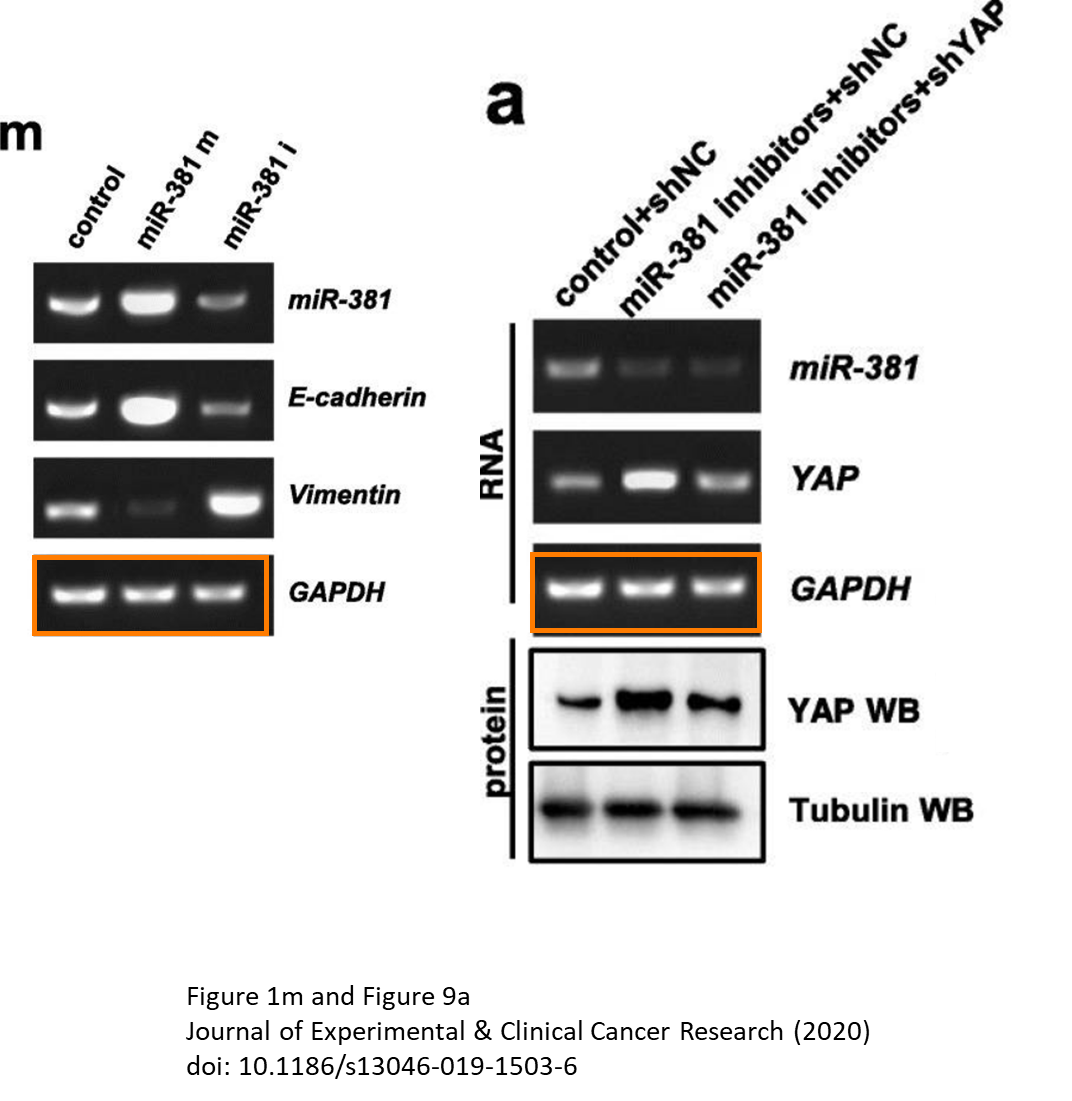 m
control
miR-381 m
miR-381 i
miR-381
E-cadherin
Vimentin
GAPDH
a
control+shNC
miR-381 inhibitors+shNC
miR-381 inhibitors+shYAP
RNA
miR-381
YAP
GAPDH
protein
YAP WB
Tubulin WB
Figure 1m and Figure 9a
Journal of Experimental & Clinical Cancer Research (2020)
doi: 10.1186/s13046-019-1503-6